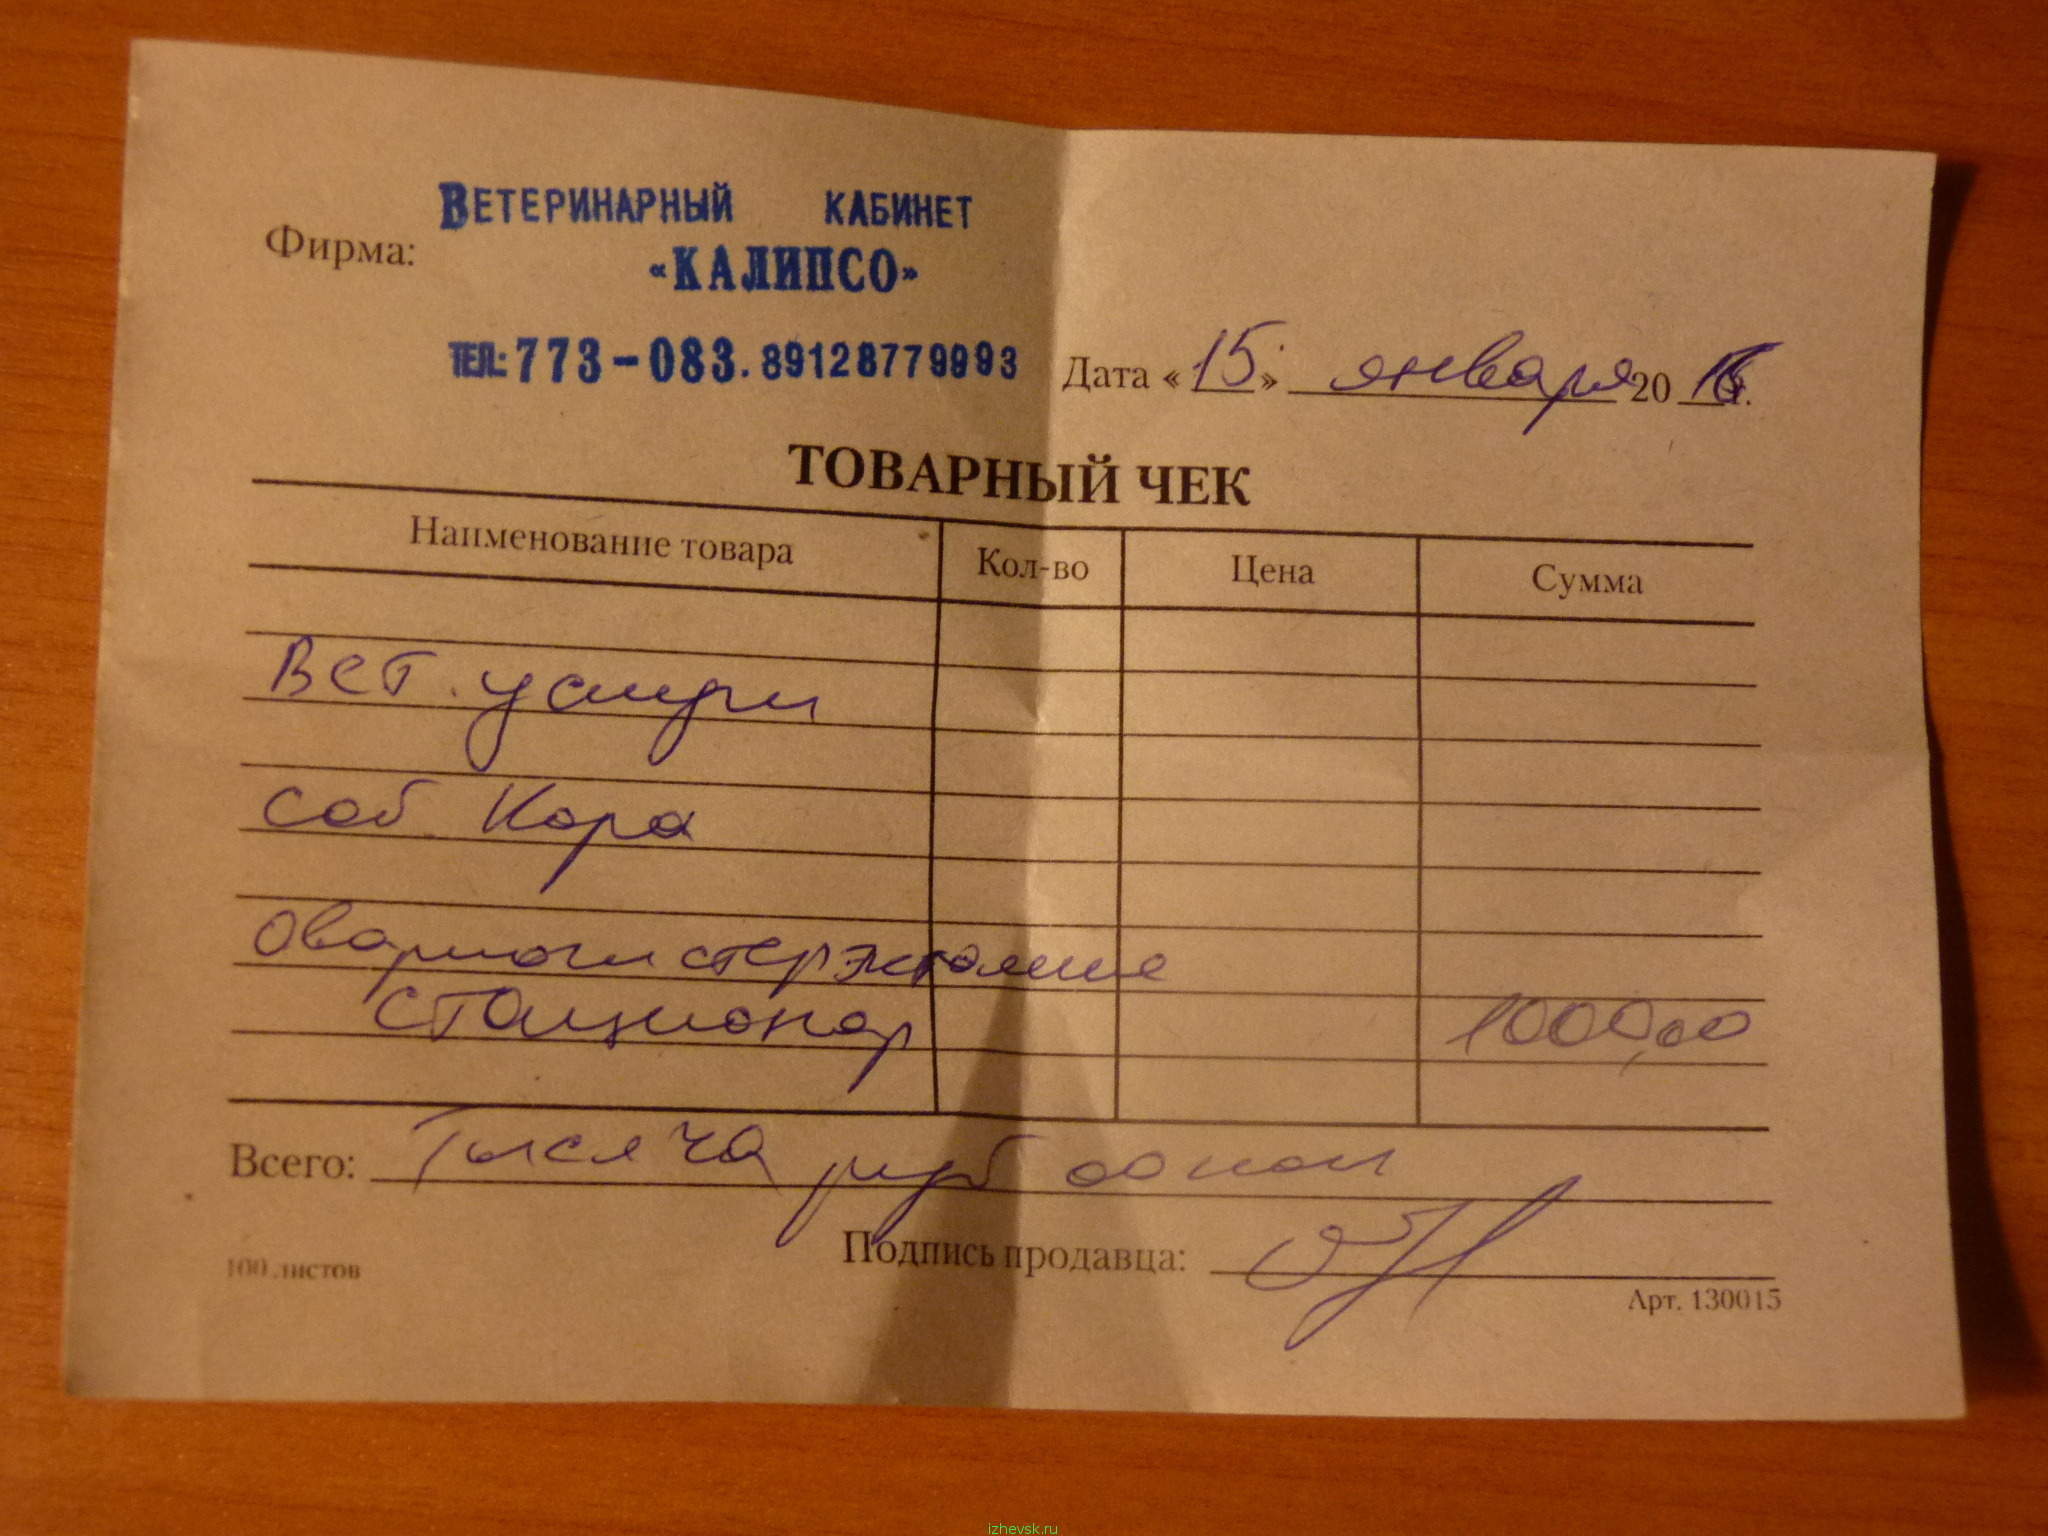 Ветеринарный кабинет
Фирма: «КАЛИПСО»
ТЕЛ.: 773-083. 89128779993
Дата «15» января 2016г.
ТОВАРНЫЙ ЧЕК
Наименование товара Кол-во Цена Сумма
Вет. услуги
соб. Кора
овариогистерэктомия
стационар 1000,00
Всего: Тысяча руб 00 коп
Подпись продавца:
100 листов
Арт. 130015
izhevsk.ru